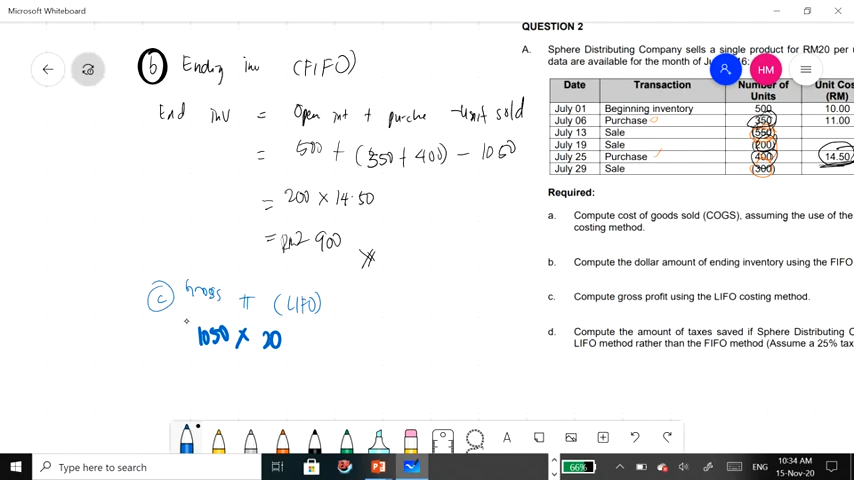 Microsoft Whiteboard
b Ending inv (FIFO)
End inv = Open int + purche - unit sold
= 500 + (350 + 400) - 1050
= 200 x 14.50
= RM2 900
c Gross π (LIFO)
1050 x 20
QUESTION 2
A. Sphere Distributing Company sells a single product for RM20 per
data are available for the month of Ju 16:
HM
Date Transaction Number of Units Unit Cos (RM)
July 01 Beginning inventory 500 10.00
July 06 Purchase 350 11.00
July 13 Sale (550)
July 19 Sale (200)
July 25 Purchase 400 14.50
July 29 Sale (300)
Required:
a. Compute cost of goods sold (COGS), assuming the use of the
costing method.
b. Compute the dollar amount of ending inventory using the FIFO
c. Compute gross profit using the LIFO costing method.
d. Compute the amount of taxes saved if Sphere Distributing C
LIFO method rather than the FIFO method (Assume a 25% tax
A
Type here to search
66%
ENG
10:34 AM
15-Nov-20